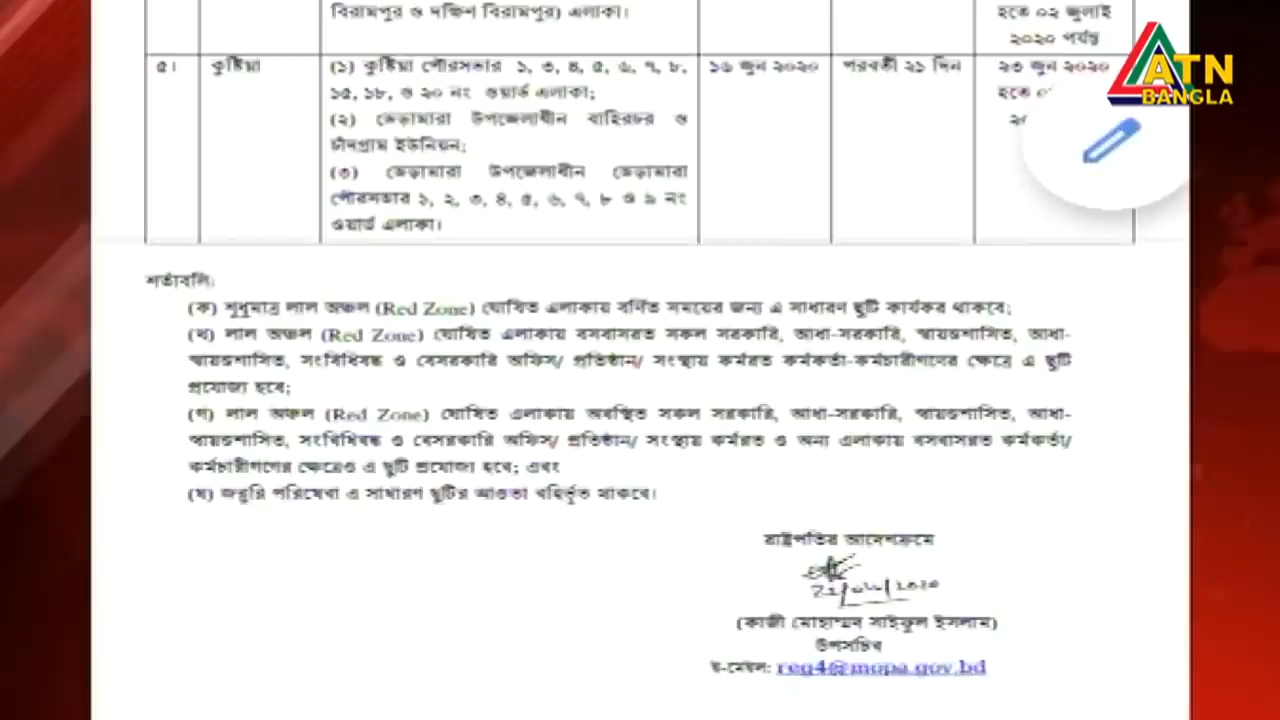 বিরামপুর ও দক্ষিণ বিরামপুর) এলাকা।
হতে ০২ জুলাই
২০২০ পর্যন্ত
৫।
কুষ্টিয়া
(১) কুষ্টিয়া পৌরসভার ১, ৩, ৪, ৫, ৬, ৭, ৮,
১৫, ১৮, ও ২০ নং ওয়ার্ড এলাকা;
(২) ভেড়ামারা উপজেলাধীন বাহিরচর ও
চাঁদগ্রাম ইউনিয়ন;
(৩) ভেড়ামারা উপজেলাধীন ভেড়ামারা
পৌরসভার ১, ২, ৩, ৪, ৫, ৬, ৭, ৮ ও ৯ নং
ওয়ার্ড এলাকা।
১৬ জুন ২০২০
পরবর্তী ২১ দিন
২৩ জুন ২০২০
হতে
ATN
BANGLA
শর্তাবলি:
(ক) শুধুমাত্র লাল অঞ্চল (Red Zone) ঘোষিত এলাকায় বর্ণিত সময়ের জন্য এ সাধারণ ছুটি কার্যকর থাকবে;
(খ) লাল অঞ্চল (Red Zone) ঘোষিত এলাকায় বসবাসরত সকল সরকারি, আধা-সরকারি, স্বায়ত্তশাসিত, আধা-
স্বায়ত্তশাসিত, সংবিধিবদ্ধ ও বেসরকারি অফিস/ প্রতিষ্ঠান/ সংস্থায় কর্মরত কর্মকর্তা-কর্মচারীগণের ক্ষেত্রে এ ছুটি
প্রযোজ্য হবে;
(গ) লাল অঞ্চল (Red Zone) ঘোষিত এলাকায় অবস্থিত সকল সরকারি, আধা-সরকারি, স্বায়ত্তশাসিত, আধা-
স্বায়ত্তশাসিত, সংবিধিবদ্ধ ও বেসরকারি অফিস/ প্রতিষ্ঠান/ সংস্থায় কর্মরত ও অন্য এলাকায় বসবাসরত কর্মকর্তা/
কর্মচারীগণের ক্ষেত্রেও এ ছুটি প্রযোজ্য হবে; এবং
(ঘ) জরুরি পরিষেবা এ সাধারণ ছুটির আওতা বহির্ভূত থাকবে।
রাষ্ট্রপতির আদেশক্রমে
(কাজী মোহাম্মদ সাইফুল ইসলাম)
উপসচিব
ই-মেইল: reg4@mopa.gov.bd